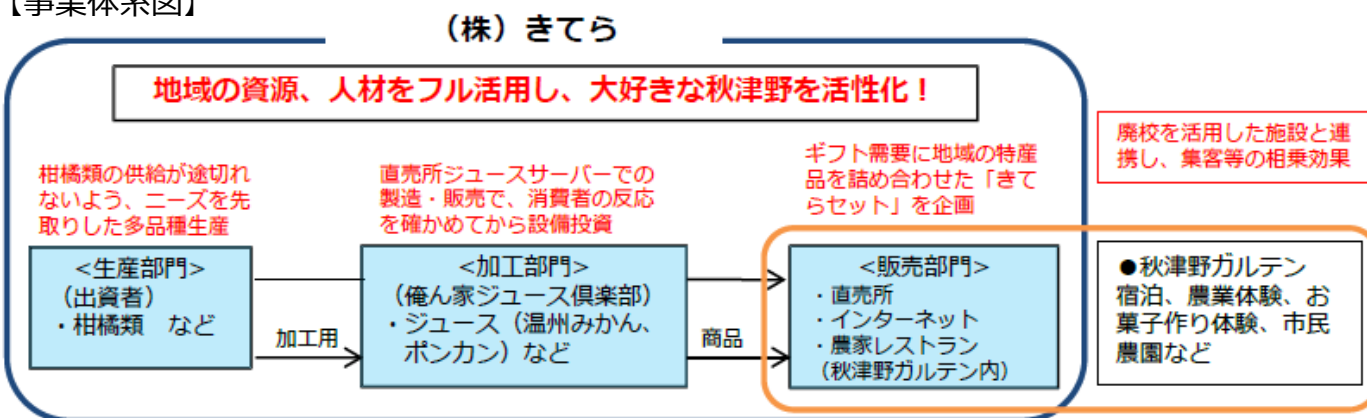 【事業体系図】
（株）きてら
地域の資源、人材をフル活用し、大好きな秋津野を活性化！
柑橘類の供給が途切れ
ないよう、ニーズを先
取りした多品種生産
直売所ジュースサーバーでの
製造・販売で、消費者の反応
を確かめてから設備投資
ギフト需要に地域の特産
品を詰め合わせた「きて
らセット」を企画
廃校を活用した施設と連
携し、集客等の相乗効果
<生産部門>
（出資者）
・柑橘類　など
加工用
<加工部門>
（俺ん家ジュース倶楽部）
・ジュース（温州みかん、
ポンカン）など
商品
<販売部門>
・直売所
・インターネット
・農家レストラン
（秋津野ガルテン内）
●秋津野ガルテン
宿泊、農業体験、お
菓子作り体験、市民
農園など